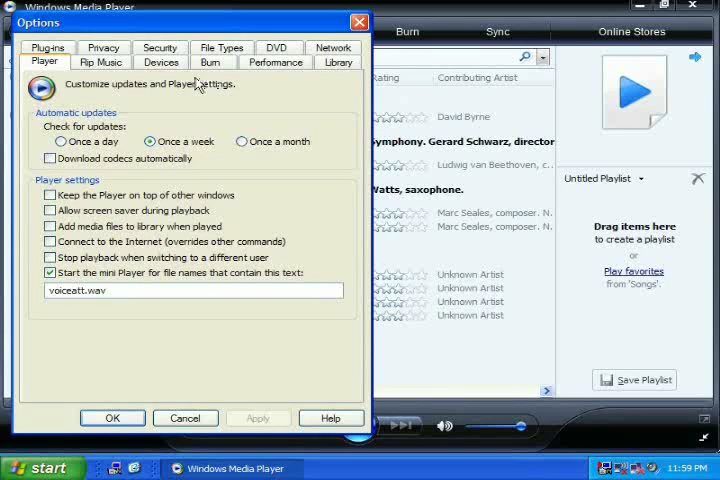 Windows Media Player
Options
Plug-ins Privacy Security File Types DVD Network
Player Rip Music Devices Burn Performance Library
Customize updates and Player settings.
Automatic updates
Check for updates:
Once a day Once a week Once a month
Download codecs automatically
Player settings
Keep the Player on top of other windows
Allow screen saver during playback
Add media files to library when played
Connect to the Internet (overrides other commands)
Stop playback when switching to a different user
Start the mini Player for file names that contain this text:
voiceatt.wav
OK Cancel Apply Help
Burn Sync Online Stores
Rating Contributing Artist
David Byrne
Symphony. Gerard Schwarz, director
Ludwig van Beethoven, c...
Watts, saxophone.
Marc Seales, composer. N.
Marc Seales, composer. N.
Unknown Artist
Unknown Artist
Unknown Artist
Unknown Artist
Untitled Playlist
Drag items here
to create a playlist
Play favorites
from 'Songs'.
Save Playlist
start Windows Media Player 11:59 PM